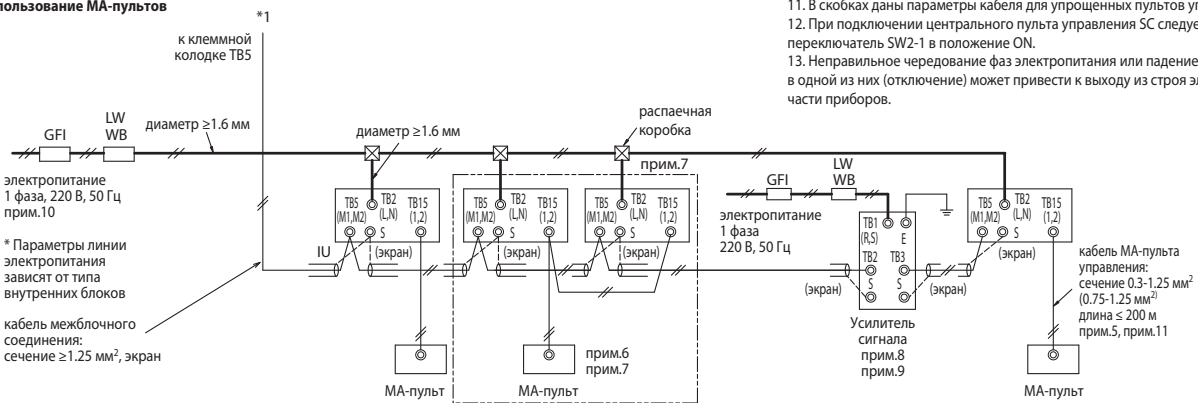 пользование МА-пультов
11. В скобках даны параметры кабеля для упрощенных пультов
12. При подключении центрального пульта управления SC следуе
переключатель SW2-1 в положение ON.
13. Неправильное чередование фаз электропитания или падение
в одной из них (отключение) может привести к выходу из строя
части приборов.
*1
к клеммной
колодке TB5
GFI
LW
WB
диаметр ≥1.6 мм
диаметр ≥1.6 мм
распаечная
коробка
прим.7
электропитание
1 фаза, 220 В, 50 Гц
прим.10
* Параметры линии
электропитания
зависят от типа
внутренних блоков
кабель межблочного
соединения:
сечение ≥1.25 мм², экран
IU
TB5
(M1,M2)
TB2
(L,N)
TB15
(1,2)
S
(экран)
МА-пульт
TB5
(M1,M2)
TB2
(L,N)
TB15
(1,2)
S
(экран)
МА-пульт
прим.6
прим.7
TB5
(M1,M2)
TB2
(L,N)
TB15
(1,2)
S
(экран)
GFI
LW
WB
электропитание
1 фаза
220 В, 50 Гц
TB1
(R,S)
E
TB2
TB3
S
S
(экран)
(экран)
Усилитель
сигнала
прим.8
прим.9
TB5
(M1,M2)
TB2
(L,N)
TB15
(1,2)
S
(экран)
МА-пульт
кабель МА-пульта
управления:
сечение 0.3-1.25 мм²
(0.75-1.25 мм²⁾
длина ≤ 200 м
прим.5, прим.11